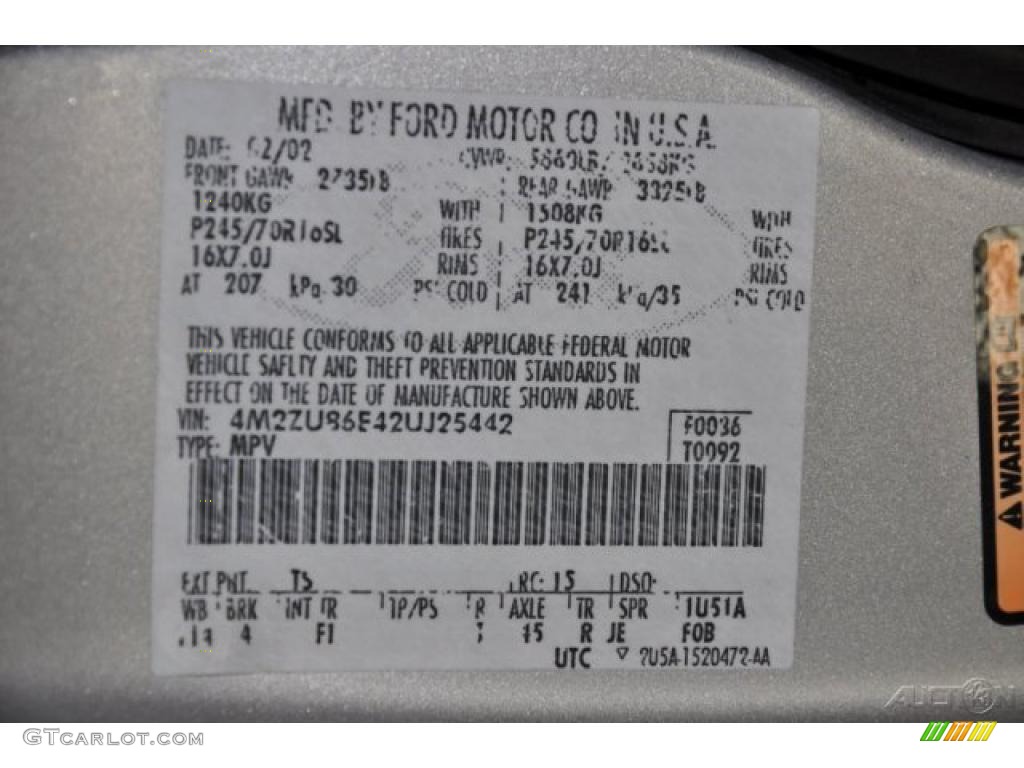 MFD. BY FORD MOTOR CO. IN U.S.A.
DATE: 02/02
GVWR:
FRONT GAWR 2735LB
REAR GAWR 3325LB
1240KG WITH 1508KG WITH
P245/70R16SL TIRES P245/70R16SL TIRES
16X7.0J RIMS 16X7.0J RIMS
AT 207 kPa 30 PSI COLD AT 241 kPa/35 PSI COLD
THIS VEHICLE CONFORMS TO ALL APPLICABLE FEDERAL MOTOR
VEHICLE SAFETY AND THEFT PREVENTION STANDARDS IN
EFFECT ON THE DATE OF MANUFACTURE SHOWN ABOVE.
VIN: 4M2ZU86E42UJ25442 F0036
TYPE: MPV T0092
EXT PNT TS RC: 15 DSO:
WB BRK INT TR TP/PS R AXLE TR SPR 1U51A
4 FI 45 R JE FOB
UTC ▽ 2U5A-1520472-AA
WARNING
AUCTION
GTcarlot.com